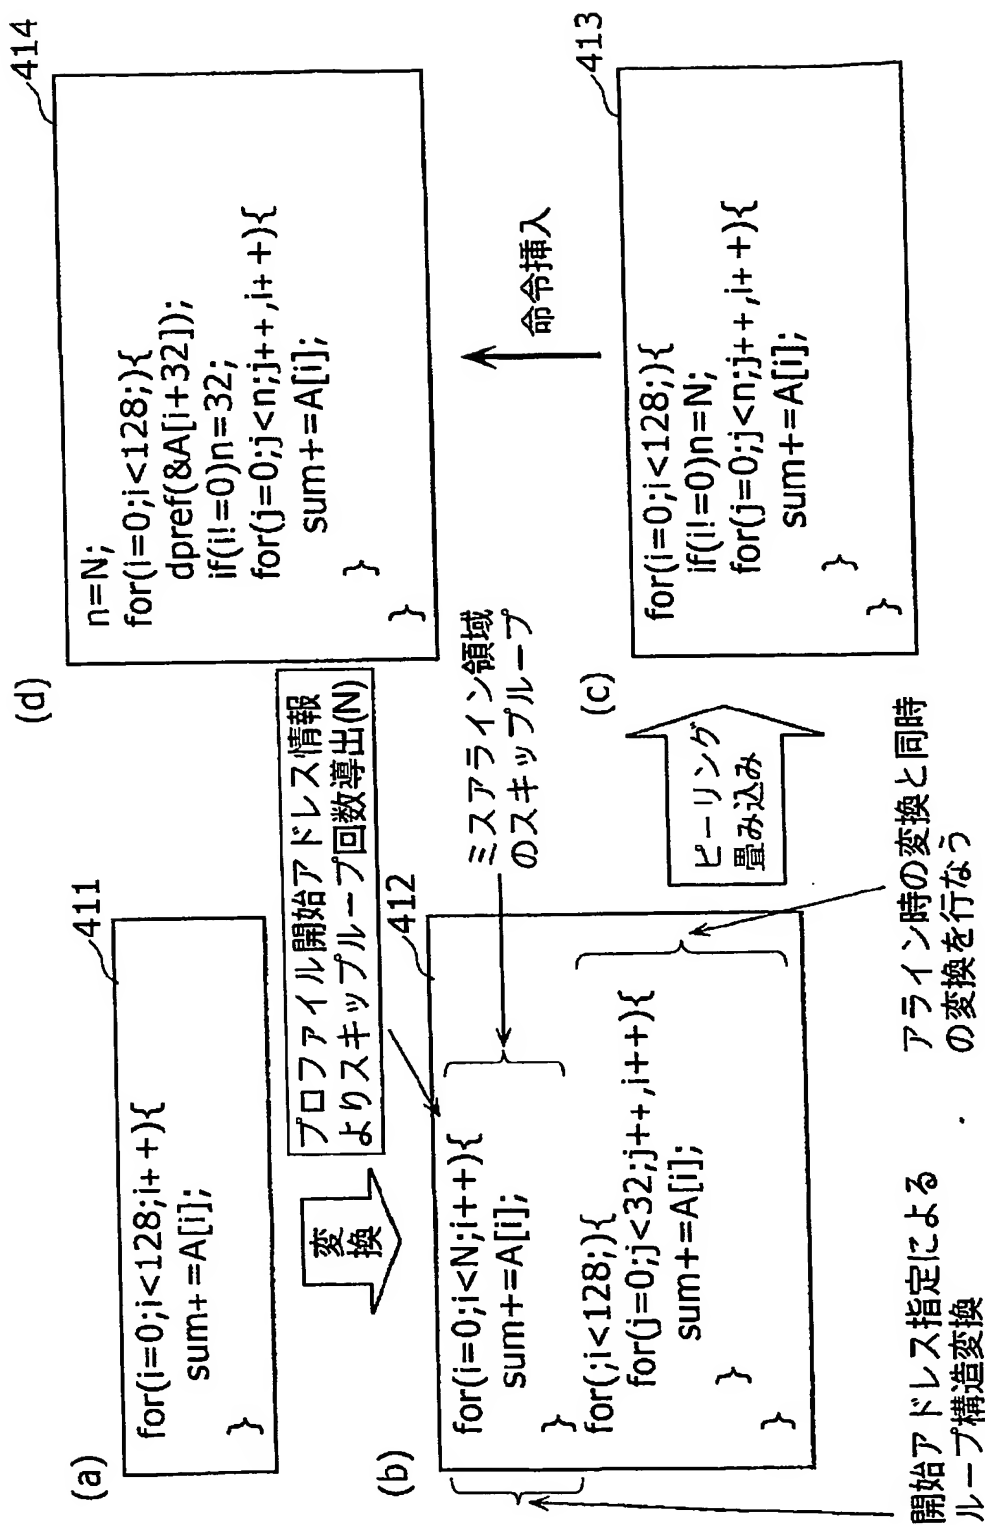 (a)
411
for(i=0;i<128;i++){
sum+=A[i];
}
変
換
プロファイル開始アドレス情報
よりスキップループ回数導出(N)
(b)
412
for(i=0;i<N;i++){
sum+=A[i];
}
for(;i<128;){
for(j=0;j<32;j++,i++){
sum+=A[i];
}
}
ミスアライン領域
のスキップループ
開始アドレス指定による
ループ構造変換
アライン時の変換と同時
の変換を行なう
ピーリング
畳み込み
(c)
413
for(i=0;i<128;){
if(i!=0)n=N;
for(j=0;j<n;j++,i++){
sum+=A[i];
}
}
命令挿入
(d)
414
n=N;
for(i=0;i<128;){
dpref(&A[i+32]);
if(i!=0)n=32;
for(j=0;j<n;j++,i++){
sum+=A[i];
}
}